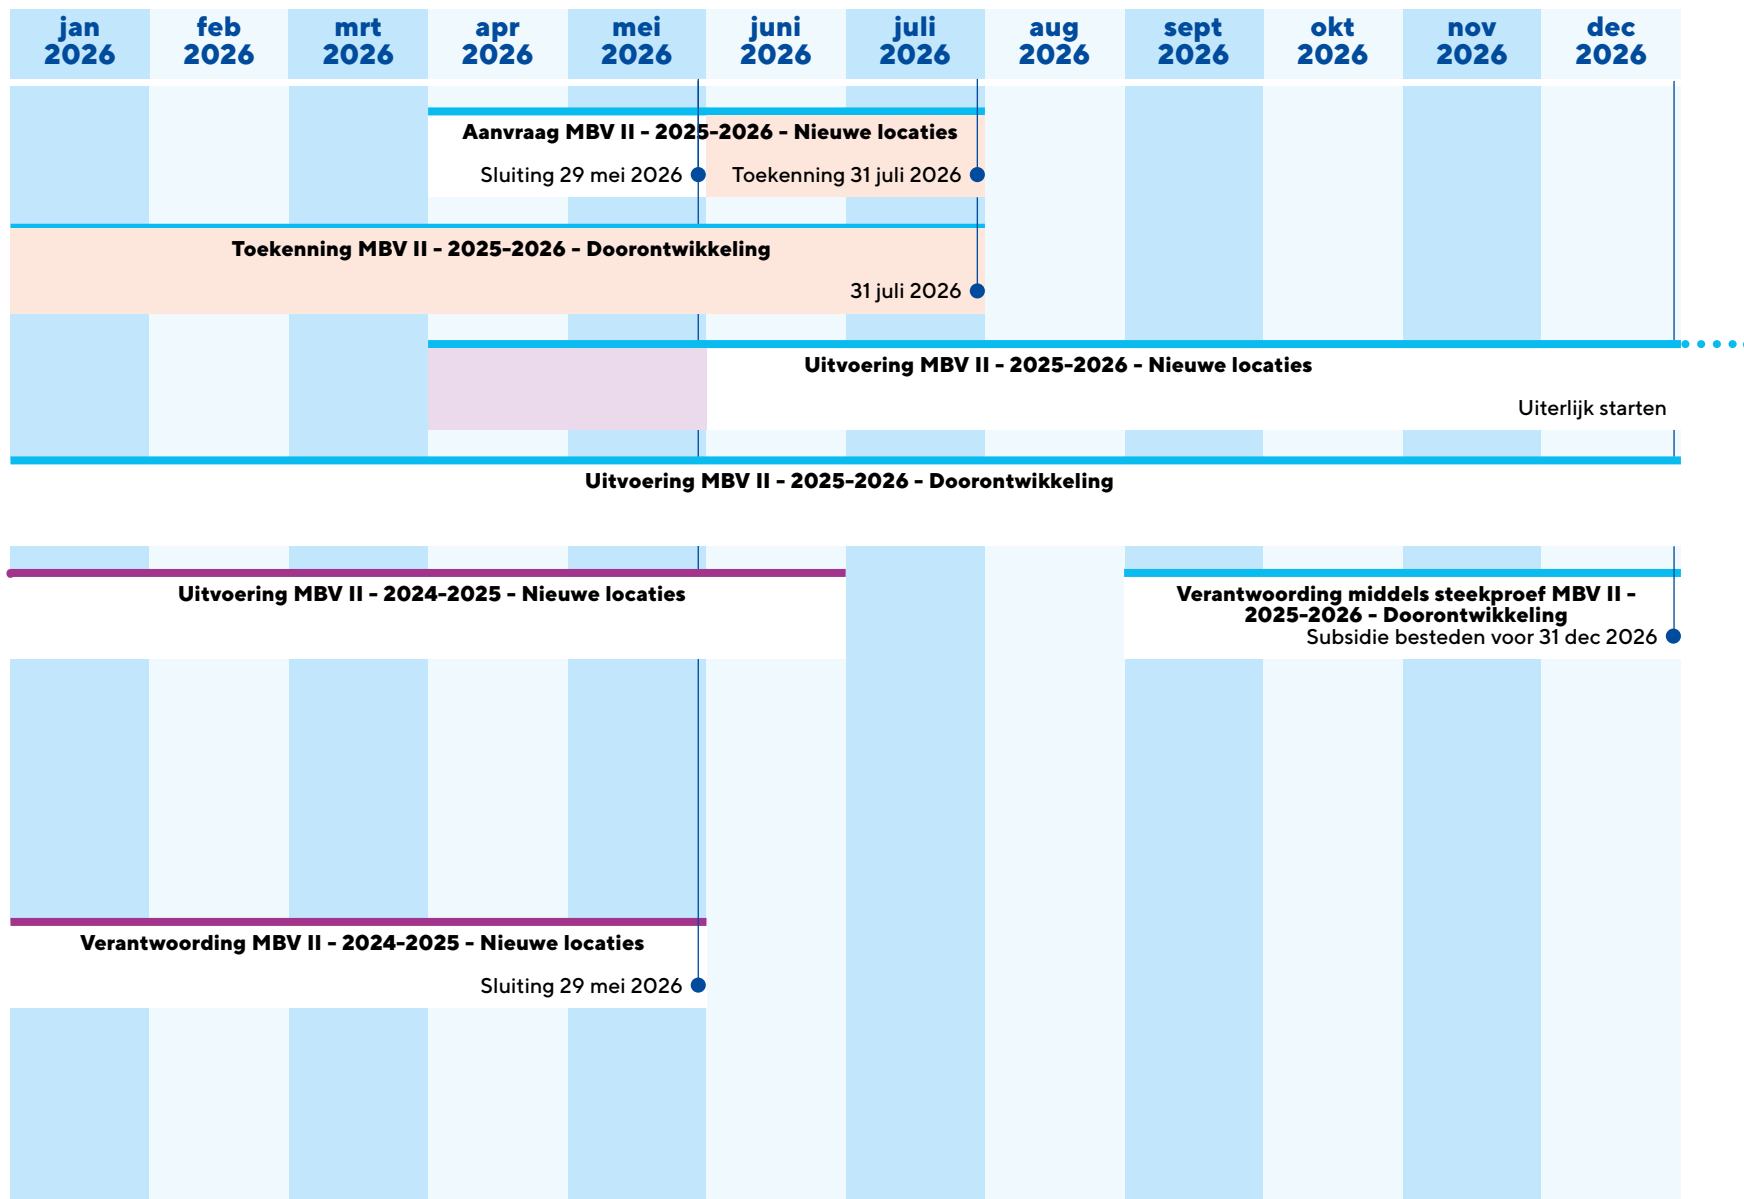 jan feb mrt apr mei juni juli aug sept okt nov dec
2026 2026 2026 2026 2026 2026 2026 2026 2026 2026 2026 2026
Aanvraag MBV II - 2025-2026 - Nieuwe locaties
Sluiting 29 mei 2026 Toekenning 31 juli 2026
Toekenning MBV II - 2025-2026 - Doorontwikkeling
31 juli 2026
Uitvoering MBV II - 2025-2026 - Nieuwe locaties
Uiterlijk starten
Uitvoering MBV II - 2025-2026 - Doorontwikkeling
Uitvoering MBV II - 2024-2025 - Nieuwe locaties
Verantwoording middels steekproef MBV II -
2025-2026 - Doorontwikkeling
Subsidie besteden voor 31 dec 2026
Verantwoording MBV II - 2024-2025 - Nieuwe locaties
Sluiting 29 mei 2026